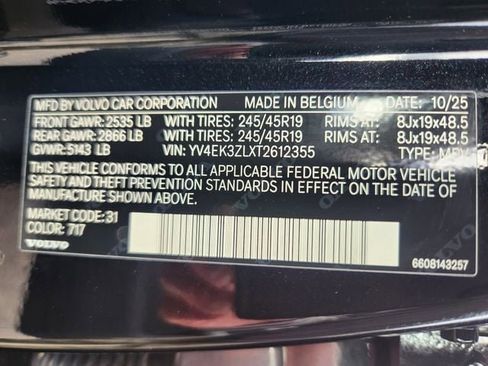 MFD BY VOLVO CAR CORPORATION MADE IN BELGIUM DATE: 10/25
FRONT GAWR: 2535 LB WITH TIRES: 245/45R19 RIMS AT: 8Jx19x48.5
REAR GAWR: 2866 LB WITH TIRES: 245/45R19 RIMS AT: 8Jx19x48.5
GVWR: 5143 LB VIN: YV4EK3ZLXT2612355 TYPE: MPV
THIS VEHICLE CONFORMS TO ALL APPLICABLE FEDERAL MOTOR VEHICLE
SAFETY AND THEFT PREVENTION STANDARDS IN EFFECT ON THE DATE OF
MANUFACTURE SHOWN ABOVE.
MARKET CODE: 31
COLOR: 717
VOLVO
6608143257